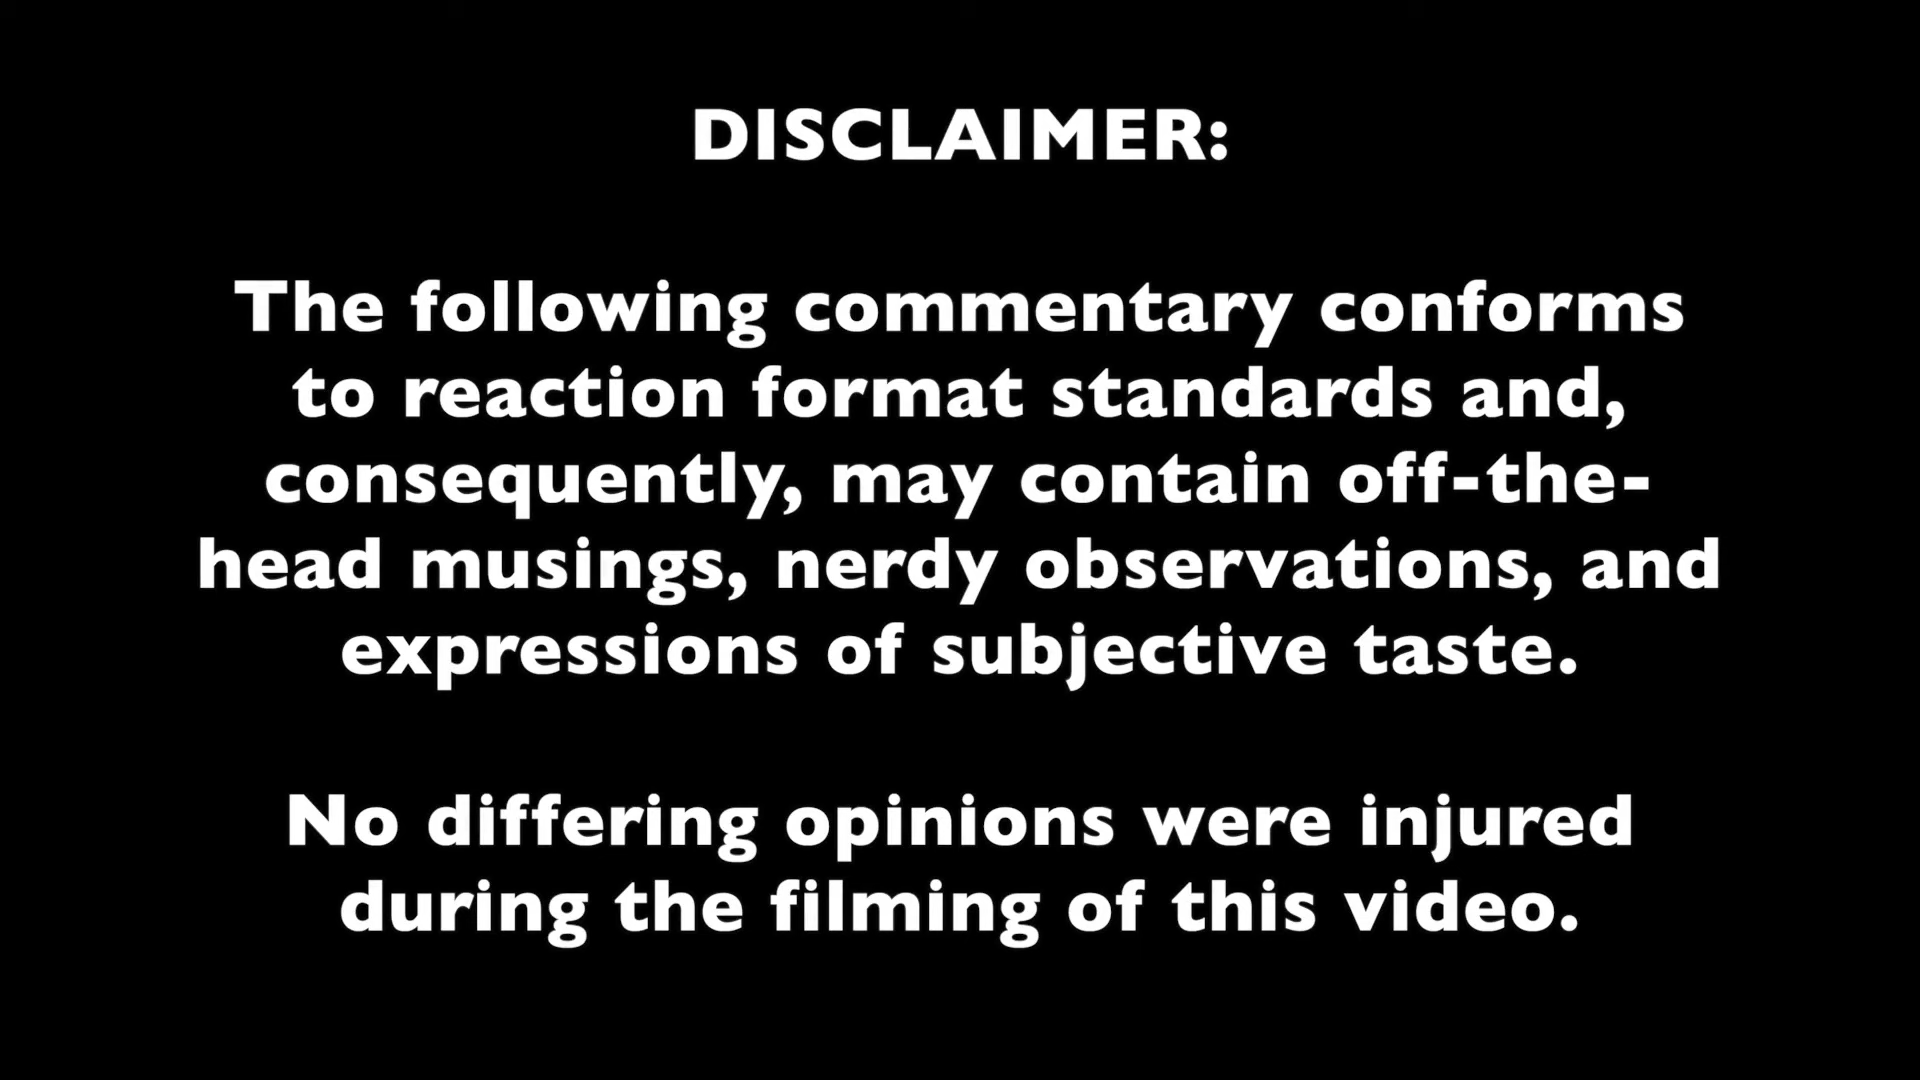 DISCLAIMER:
The following commentary conforms
to reaction format standards and,
consequently, may contain off-the-
head musings, nerdy observations, and
expressions of subjective taste.
No differing opinions were injured
during the filming of this video.